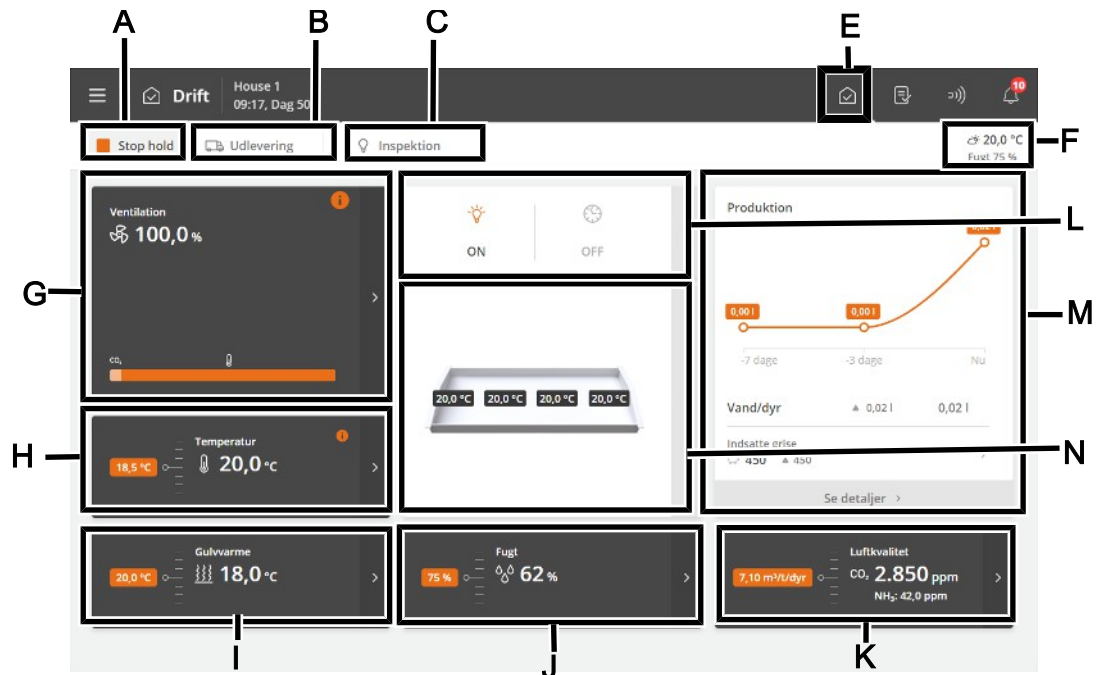 A
B
C
E
Drift
House 1
09:17, Dag 50
10
Stop hold
Udlevering
Inspektion
20,0 °C
Fugt 75 %
F
Ventilation
100,0 %
CO₂
G
ON
OFF
L
Produktion
0,02 l
0,00 l
0,00 l
-7 dage
-3 dage
Nu
Vand/dyr
0,02 l
0,02 l
Indsatte grise
450
450
Se detaljer
M
H
Temperatur
18,5 °C
20,0 °C
20,0 °C 20,0 °C 20,0 °C 20,0 °C
N
Gulvvarme
20,0 °C
18,0 °C
Fugt
75 %
62 %
Luftkvalitet
7,10 m³/t/dyr
CO₂ 2.850 ppm
NH₃: 42,0 ppm
I
J
K